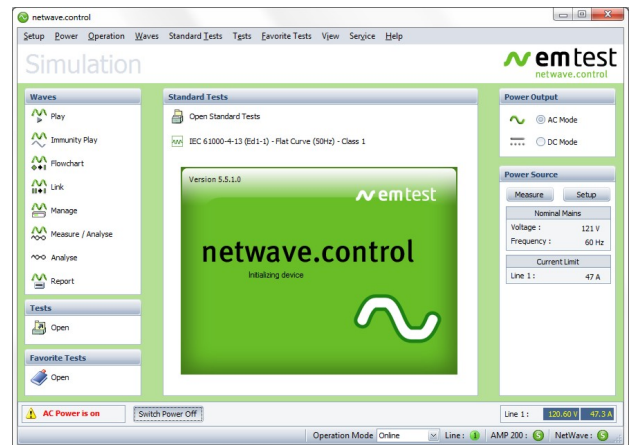 netwave.control
Setup Power Operation Waves Standard Tests Tests Favorite Tests View Service Help
Simulation
emtest
netwave.control
Waves
Play
Immunity Play
Flowchart
Link
Manage
Measure / Analyse
Analyse
Report
Tests
Open
Favorite Tests
Open
Standard Tests
Open Standard Tests
IEC 61000-4-13 (Ed1-1) - Flat Curve (50Hz) - Class 1
Version 5.5.1.0
emtest
netwave.control
Initializing device
Power Output
AC Mode
DC Mode
Power Source
Measure Setup
Nominal Mains
Voltage : 121 V
Frequency : 60 Hz
Current Limit
Line 1 : 47 A
AC Power is on
Switch Power Off
Line 1 : 120.60 V 47.3 A
Operation Mode Online Line : 1 AMP 200 : S NetWave : S